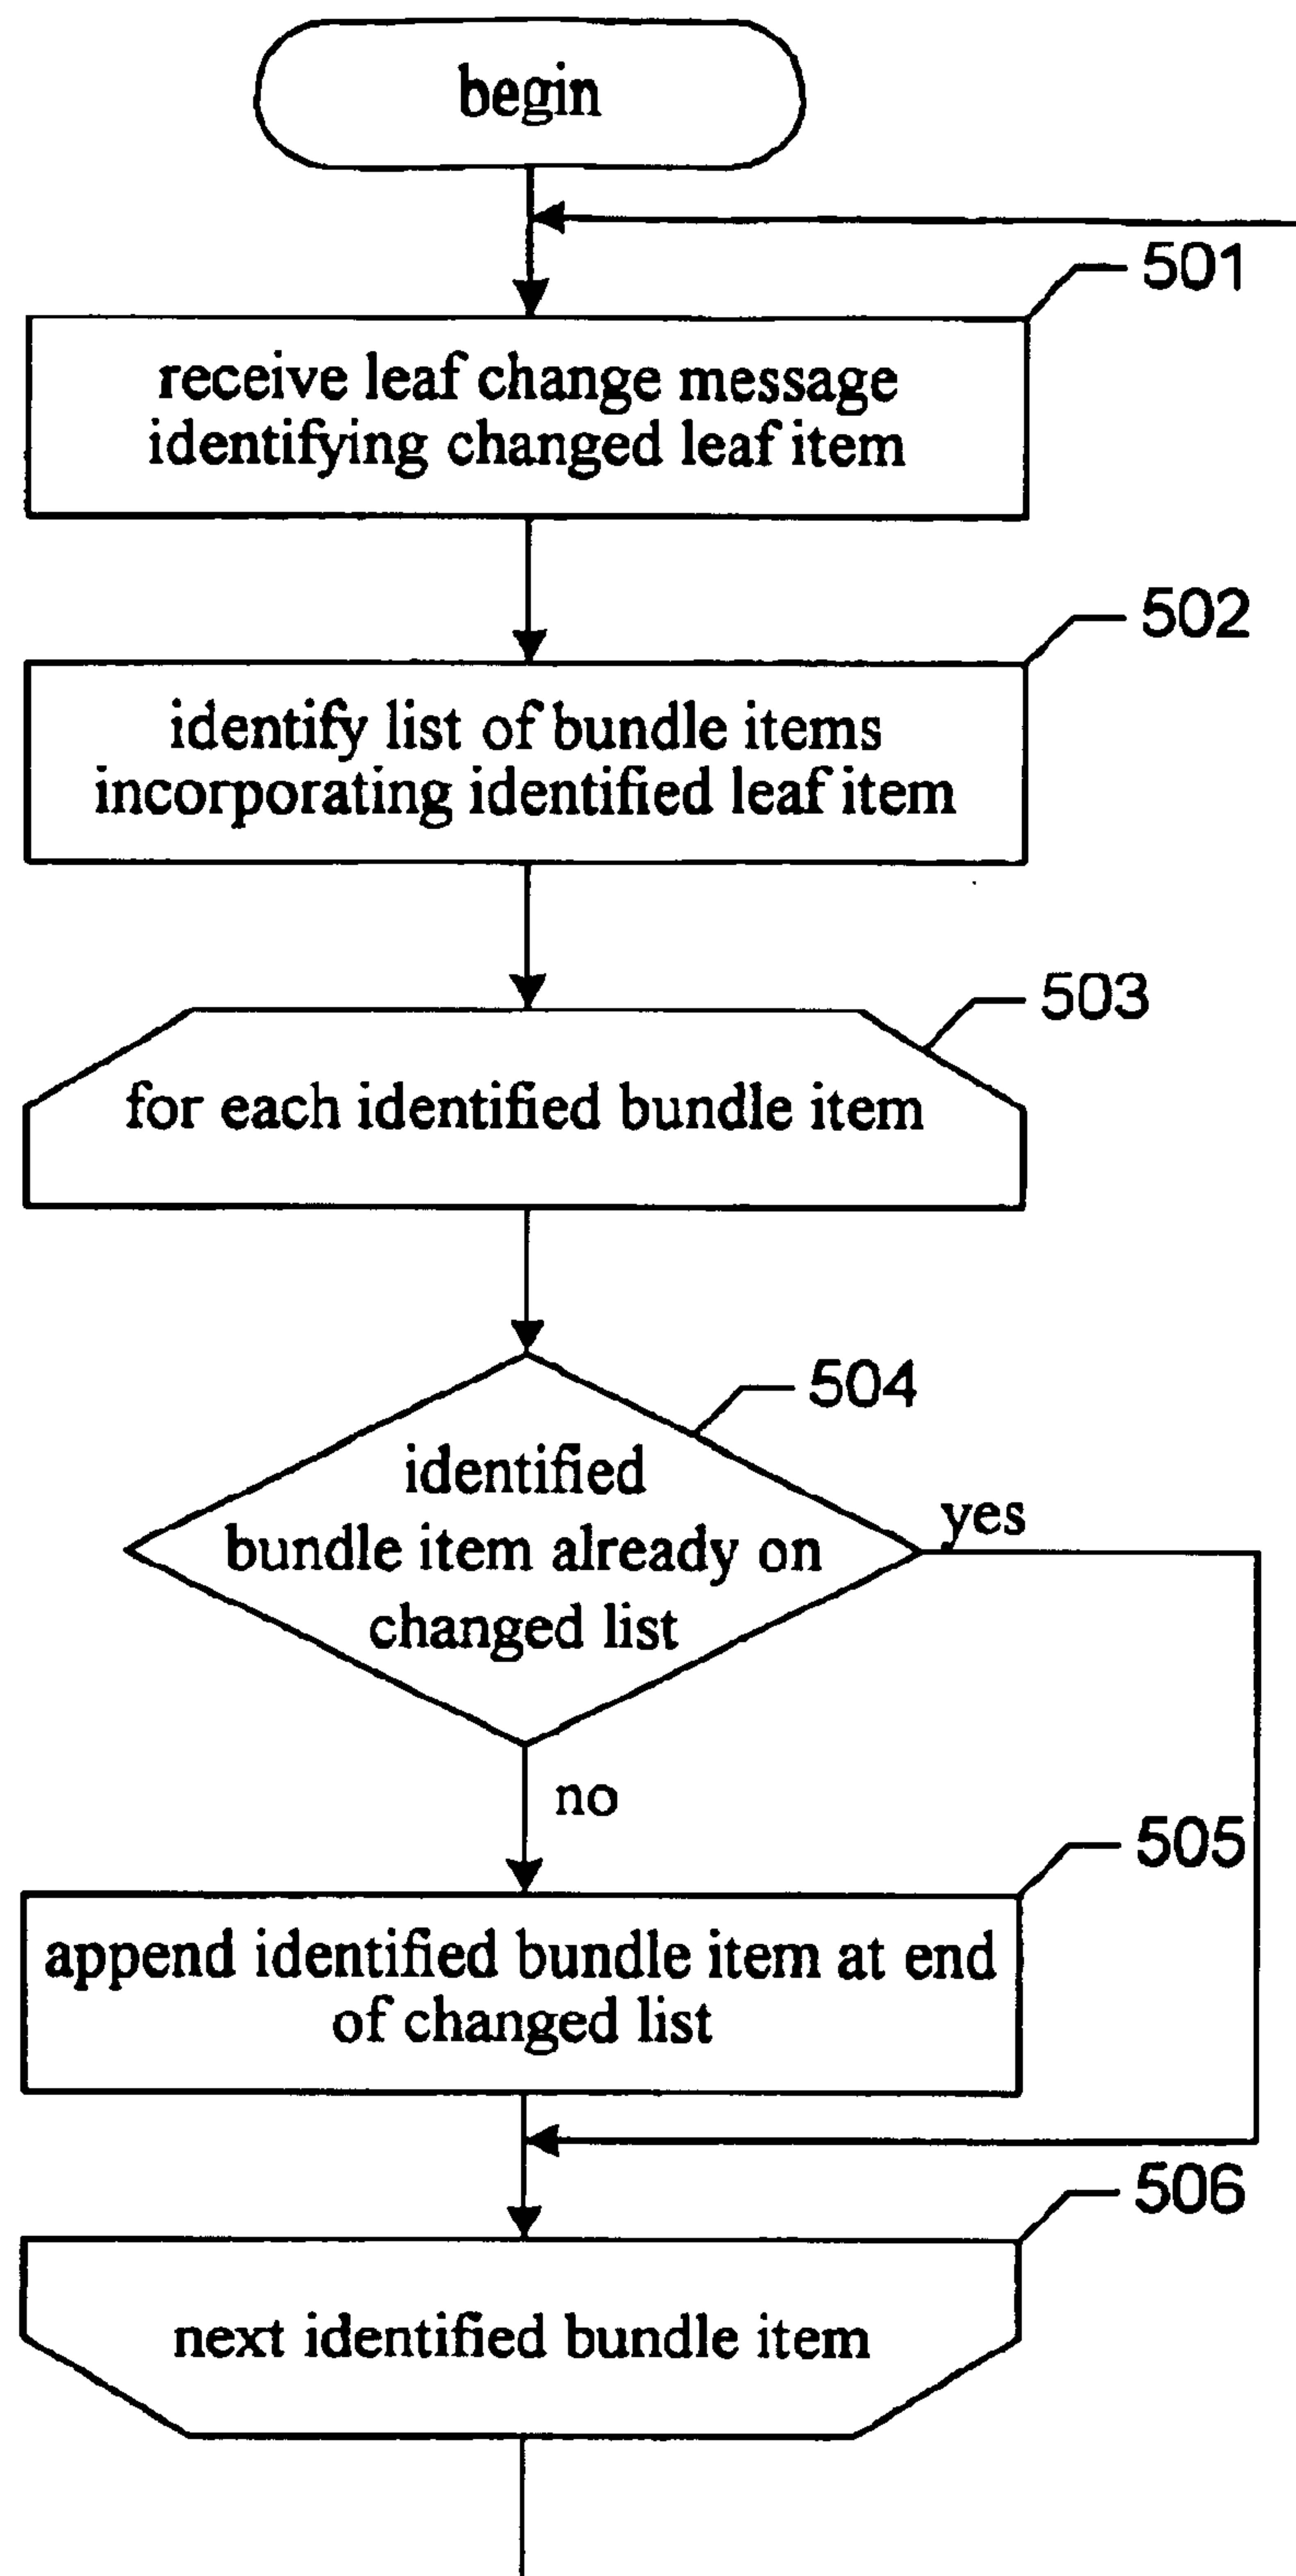 begin
501
receive leaf change message
identifying changed leaf item
502
identify list of bundle items
incorporating identified leaf item
503
for each identified bundle item
504
identified
bundle item already on
changed list
yes
no
505
append identified bundle item at end
of changed list
506
next identified bundle item